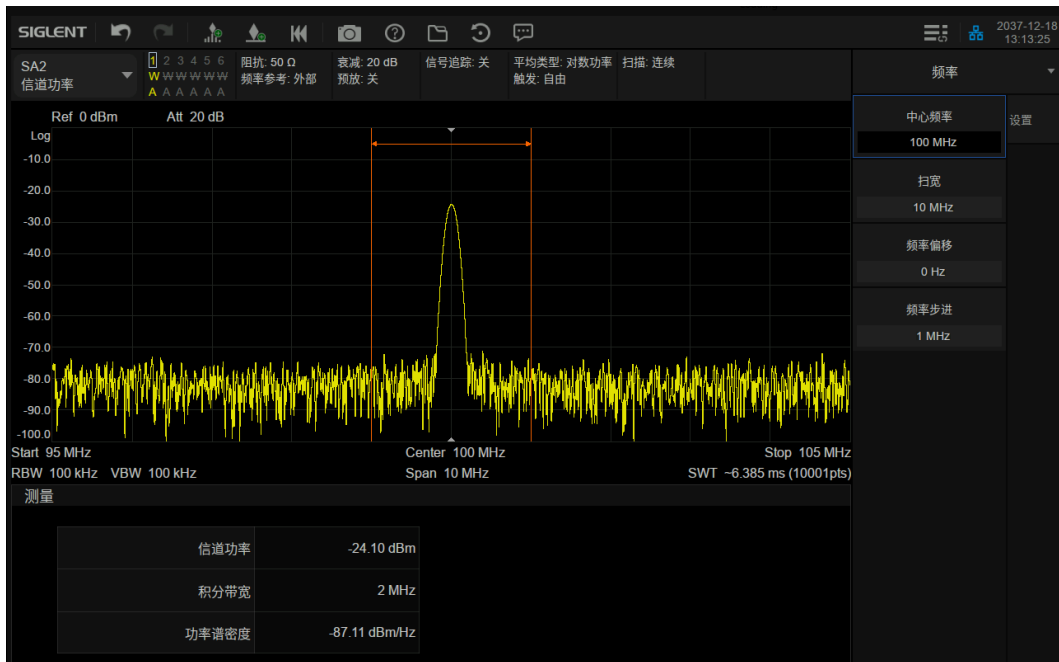 SIGLENT
2037-12-18
13:13:25
SA2
信道功率
1 2 3 4 5 6
W W W W W W
A A A A A A
阻抗: 50 Ω
频率参考: 外部
衰减: 20 dB
预放: 关
信号追踪: 关
平均类型: 对数功率
触发: 自由
扫描: 连续
频率
设置
中心频率
100 MHz
扫宽
10 MHz
频率偏移
0 Hz
频率步进
1 MHz
Ref 0 dBm Att 20 dB
Log
-10.0
-20.0
-30.0
-40.0
-50.0
-60.0
-70.0
-80.0
-90.0
-100.0
Start 95 MHz Center 100 MHz Stop 105 MHz
RBW 100 kHz VBW 100 kHz Span 10 MHz SWT ~6.385 ms (10001pts)
测量
信道功率 -24.10 dBm
积分带宽 2 MHz
功率谱密度 -87.11 dBm/Hz